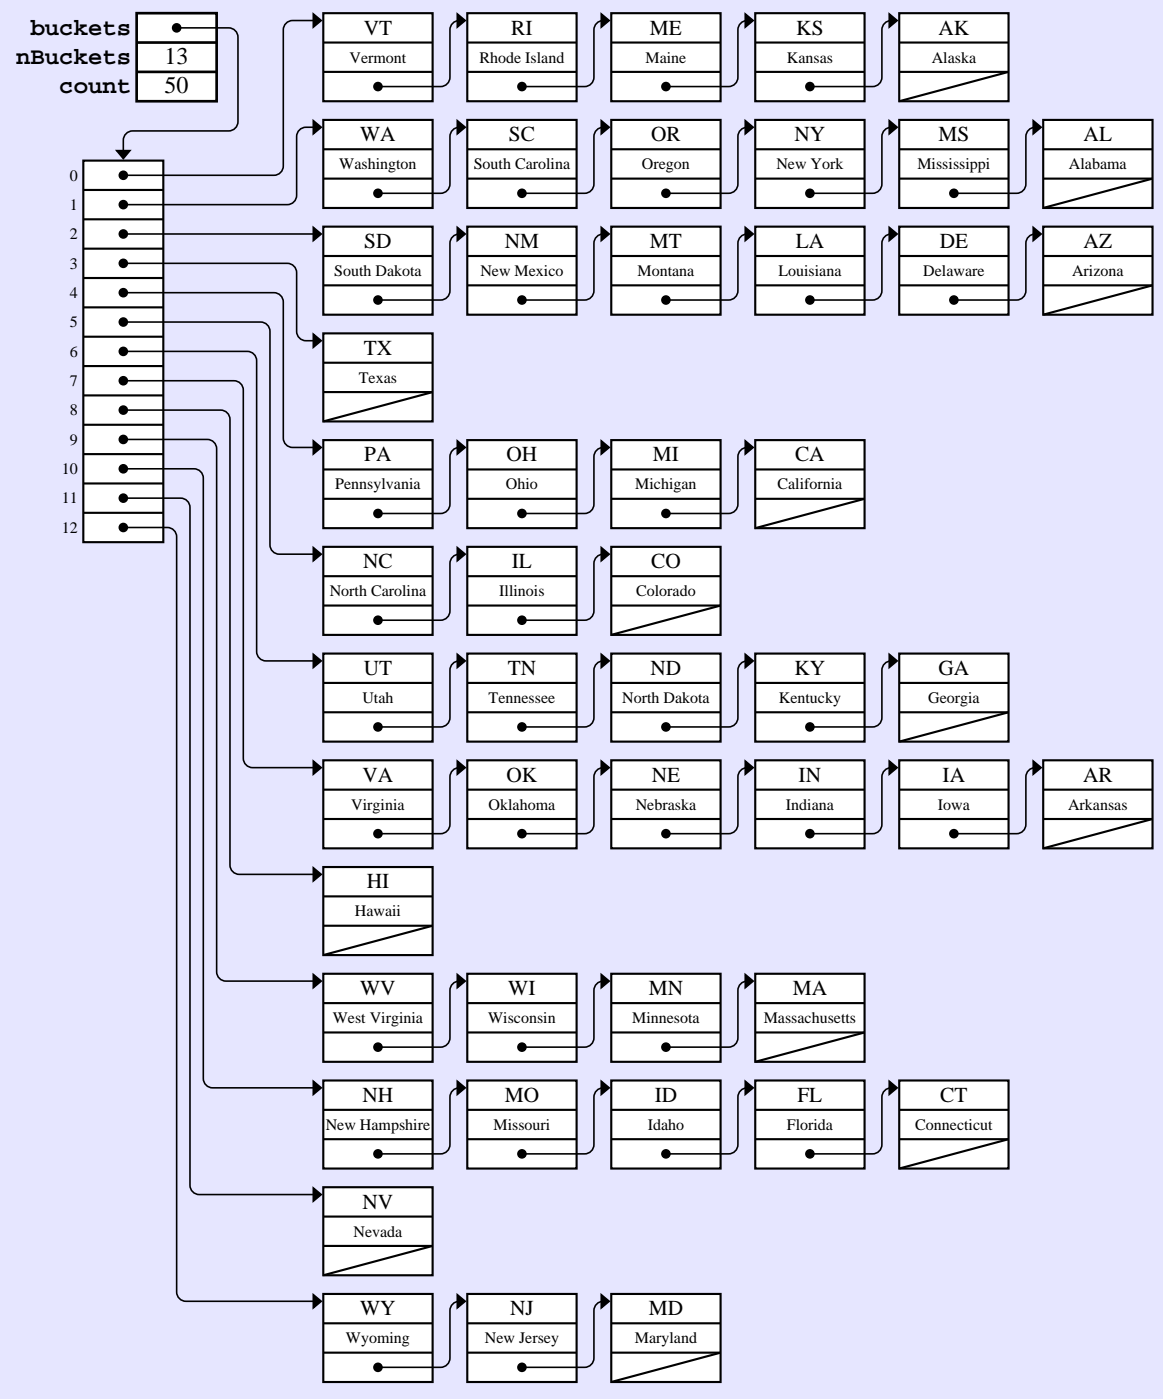 buckets
nBuckets 13
count 50
VT RI ME KS AK
Vermont Rhode Island Maine Kansas Alaska
WA SC OR NY MS AL
Washington South Carolina Oregon New York Mississippi Alabama
0
1
2
SD NM MT LA DE AZ
South Dakota New Mexico Montana Louisiana Delaware Arizona
3
4
5
TX
6
Texas
7
8
9
PA OH MI CA
10
Pennsylvania Ohio Michigan California
11
12
NC IL CO
North Carolina Illinois Colorado
UT TN ND KY GA
Utah Tennessee North Dakota Kentucky Georgia
VA OK NE IN IA AR
Virginia Oklahoma Nebraska Indiana Iowa Arkansas
HI
Hawaii
WV WI MN MA
West Virginia Wisconsin Minnesota Massachusetts
NH MO ID FL CT
New Hampshire Missouri Idaho Florida Connecticut
NV
Nevada
WY NJ MD
Wyoming New Jersey Maryland